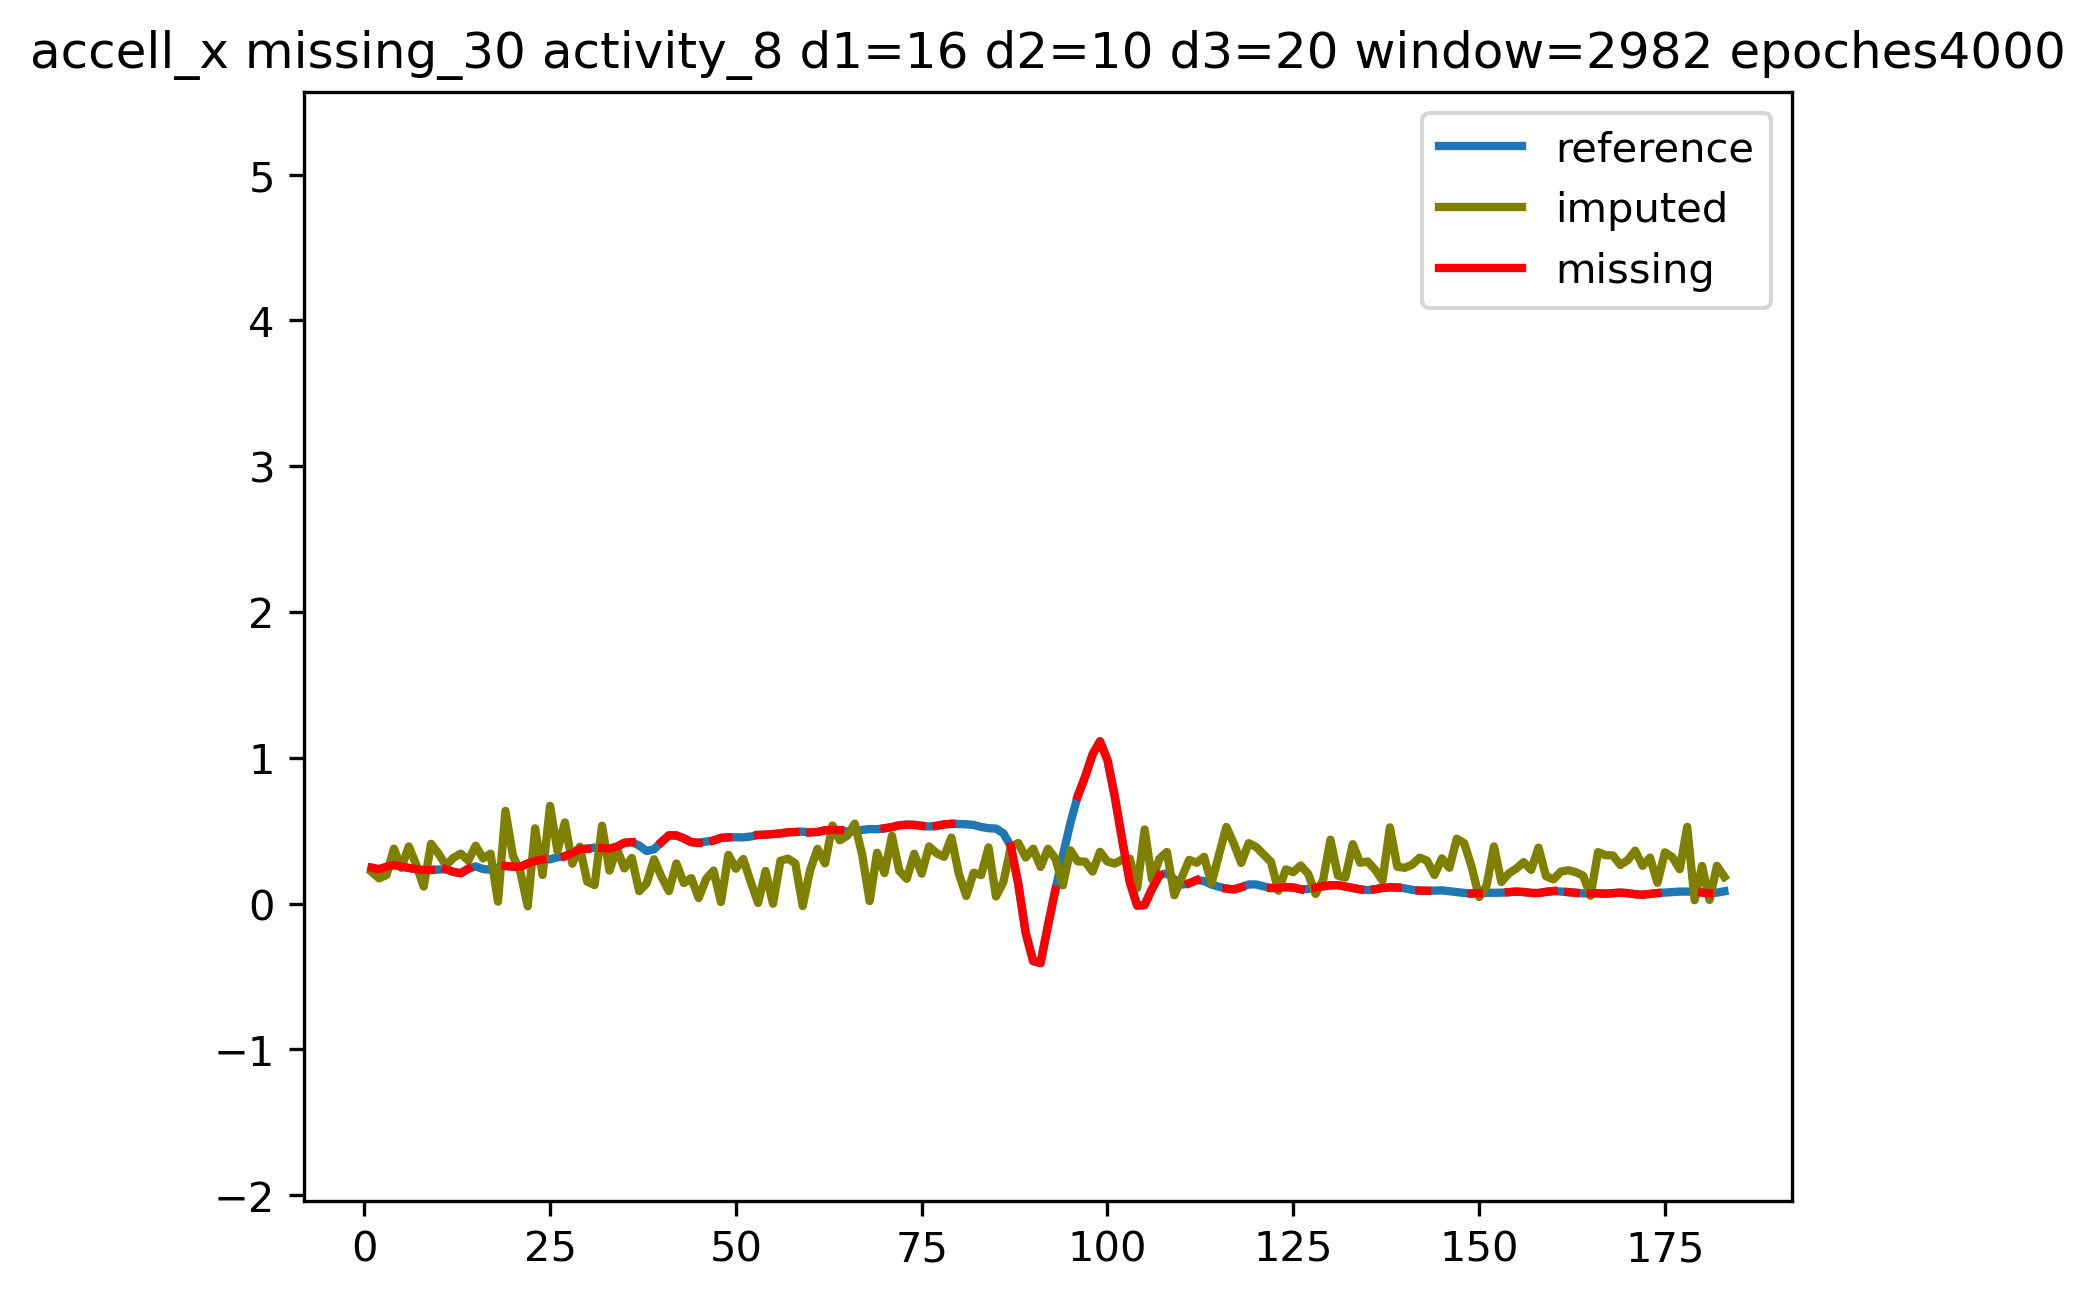 accell_x missing_30 activity_8 d1=16 d2=10 d3=20 window=2982 epoches4000
reference
imputed
missing
5
4
3
2
1
0
−1
−2
0 25 50 75 100 125 150 175